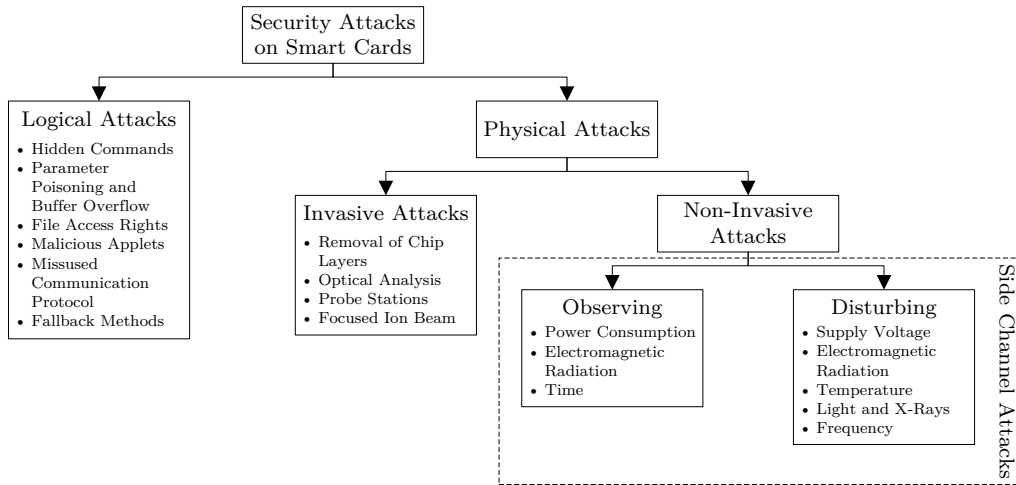 Security Attacks
on Smart Cards
Logical Attacks
• Hidden Commands
• Parameter
Poisoning and
Buffer Overflow
• File Access Rights
• Malicious Applets
• Missused
Communication
Protocol
• Fallback Methods
Physical Attacks
Invasive Attacks
• Removal of Chip
Layers
• Optical Analysis
• Probe Stations
• Focused Ion Beam
Non-Invasive
Attacks
Observing
• Power Consumption
• Electromagnetic
Radiation
• Time
Disturbing
• Supply Voltage
• Electromagnetic
Radiation
• Temperature
• Light and X-Rays
• Frequency
Side Channel Attacks